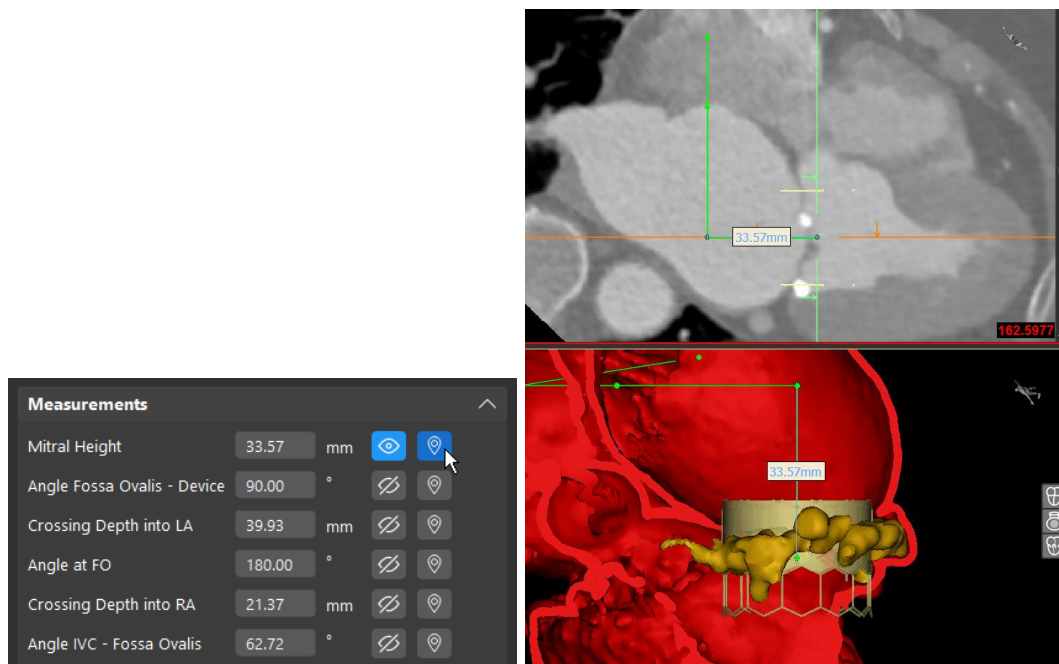 33.57mm
162.5977
33.57mm
Measurements
Mitral Height 33.57 mm
Angle Fossa Ovalis - Device 90.00 °
Crossing Depth into LA 39.93 mm
Angle at FO 180.00 °
Crossing Depth into RA 21.37 mm
Angle IVC - Fossa Ovalis 62.72 °